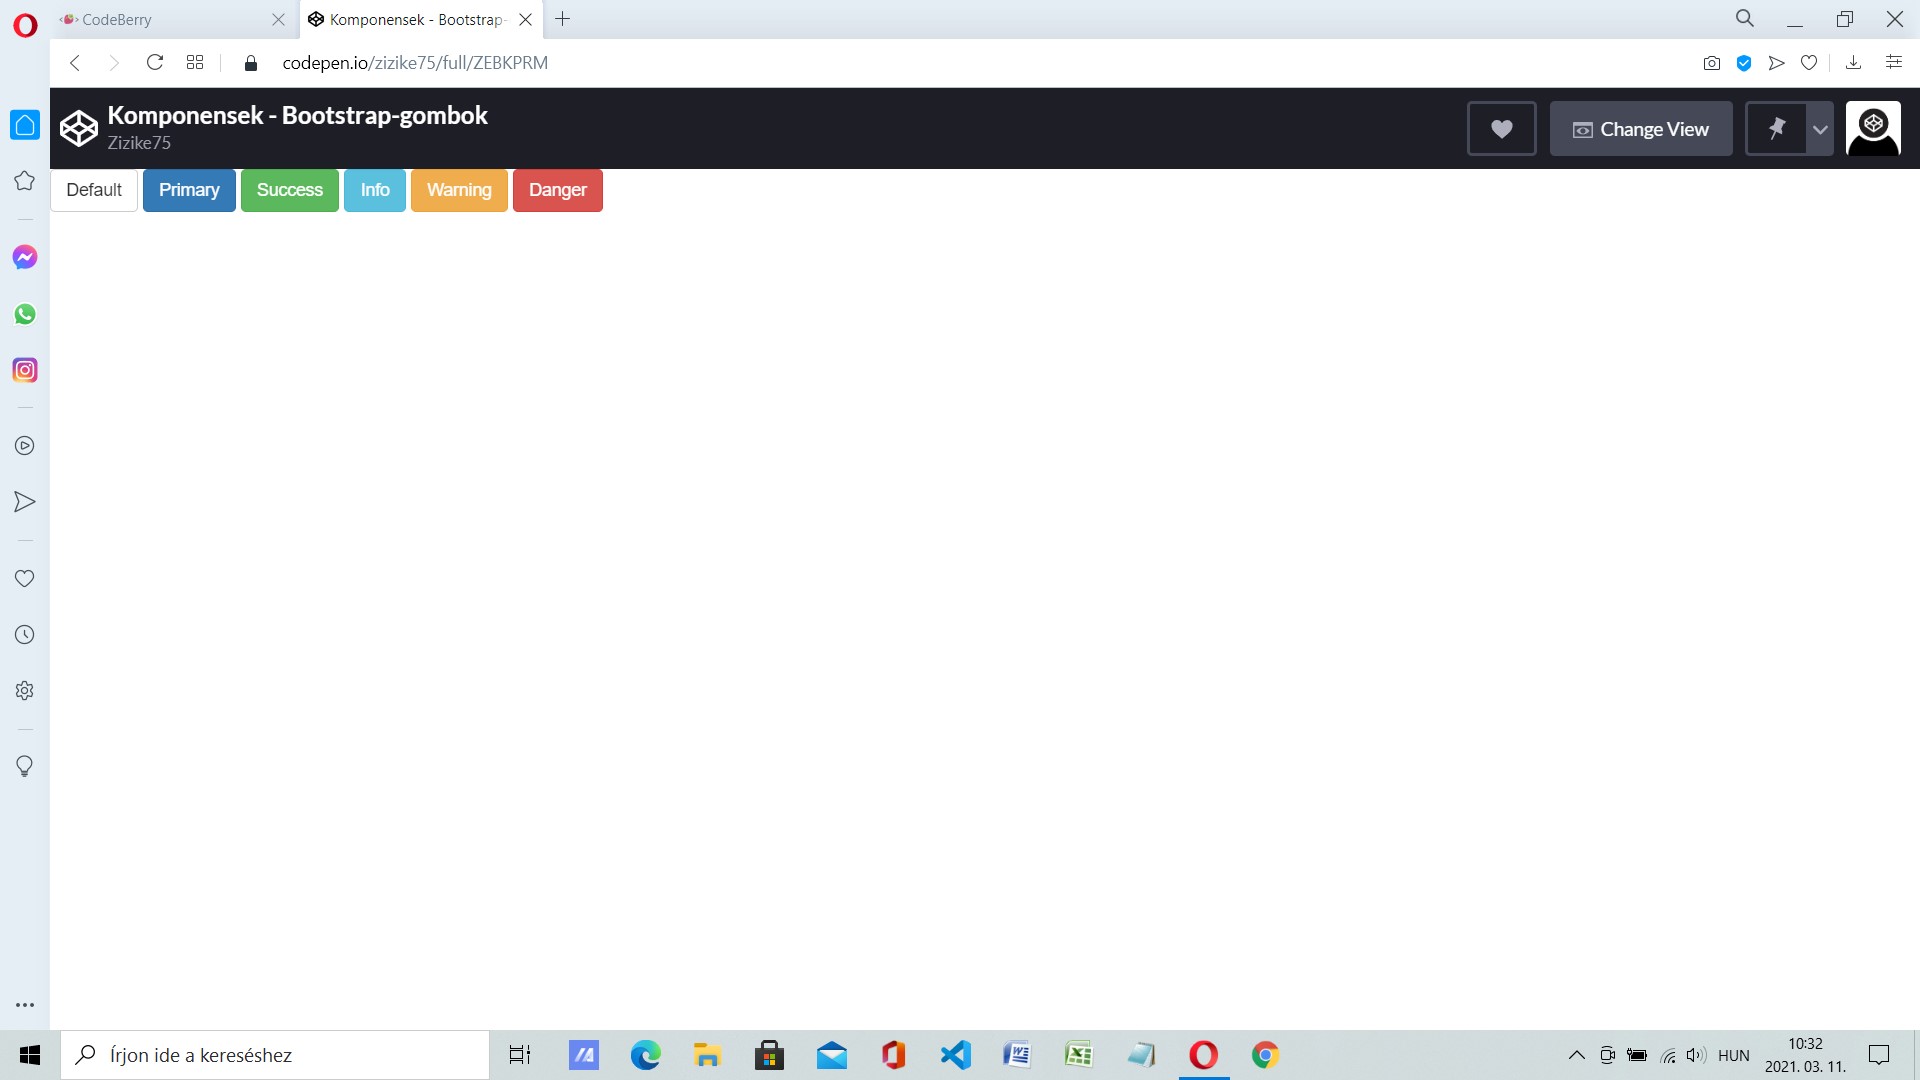 CodeBerry
Komponensek - Bootstrap-
codepen.io/zizike75/full/ZEBKPRM
Komponensek - Bootstrap-gombok
Zizike75
Change View
Default Primary Success Info Warning Danger
Írjon ide a kereséshez
HUN
10:32
2021. 03. 11.